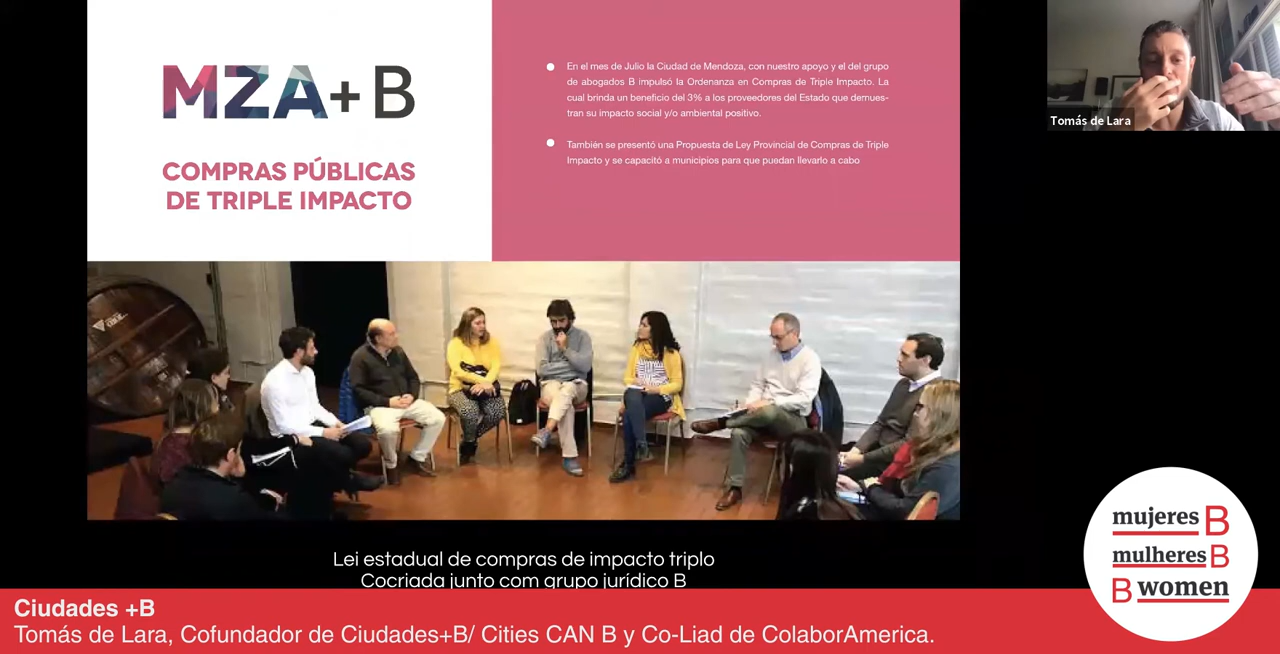 MZA+B
COMPRAS PÚBLICAS
DE TRIPLE IMPACTO
En el mes de Julio la Ciudad de Mendoza, con nuestro apoyo y el del grupo
de abogados B impulsó la Ordenanza en Compras de Triple Impacto. La
cual brinda un beneficio del 3% a los proveedores del Estado que demues-
tran su impacto social y/o ambiental positivo.
También se presentó una Propuesta de Ley Provincial de Compras de Triple
Impacto y se capacitó a municipios para que puedan llevarlo a cabo
Tomás de Lara
Lei estadual de compras de impacto triplo
Cocriada junto com grupo jurídico B
mujeres B
mulheres B
B women
Ciudades +B
Tomás de Lara, Cofundador de Ciudades+B/ Cities CAN B y Co-Liad de ColaborAmerica.